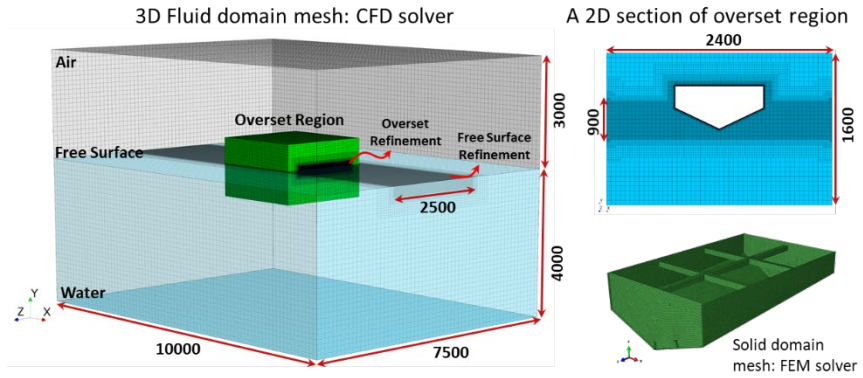 3D Fluid domain mesh: CFD solver
Air
Overset Region
Overset
Refinement
Free Surface
Free Surface
Refinement
2500
3000
4000
Water
Y
Z
X
10000
7500
A 2D section of overset region
2400
900
1600
Solid domain
mesh: FEM solver